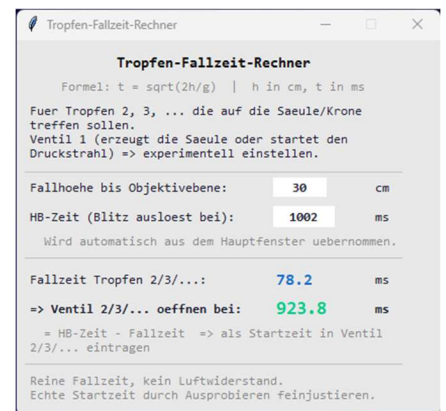 Tropfen-Fallzeit-Rechner
Tropfen-Fallzeit-Rechner
Formel: t = sqrt(2h/g) | h in cm, t in ms
Fuer Tropfen 2, 3, ... die auf die Saeule/Krone
treffen sollen.
Ventil 1 (erzeugt die Saeule oder startet den
Druckstrahl) => experimentell einstellen.
Fallhoehe bis Objektivebene: 30 cm
HB-Zeit (Blitz ausloest bei): 1002 ms
Wird automatisch aus dem Hauptfenster uebernommen.
Fallzeit Tropfen 2/3/...: 78.2 ms
=> Ventil 2/3/... oeffnen bei: 923.8 ms
= HB-Zeit - Fallzeit => als Startzeit in Ventil
2/3/... eintragen
Reine Fallzeit, kein Luftwiderstand.
Echte Startzeit durch Ausprobieren feinjustieren.